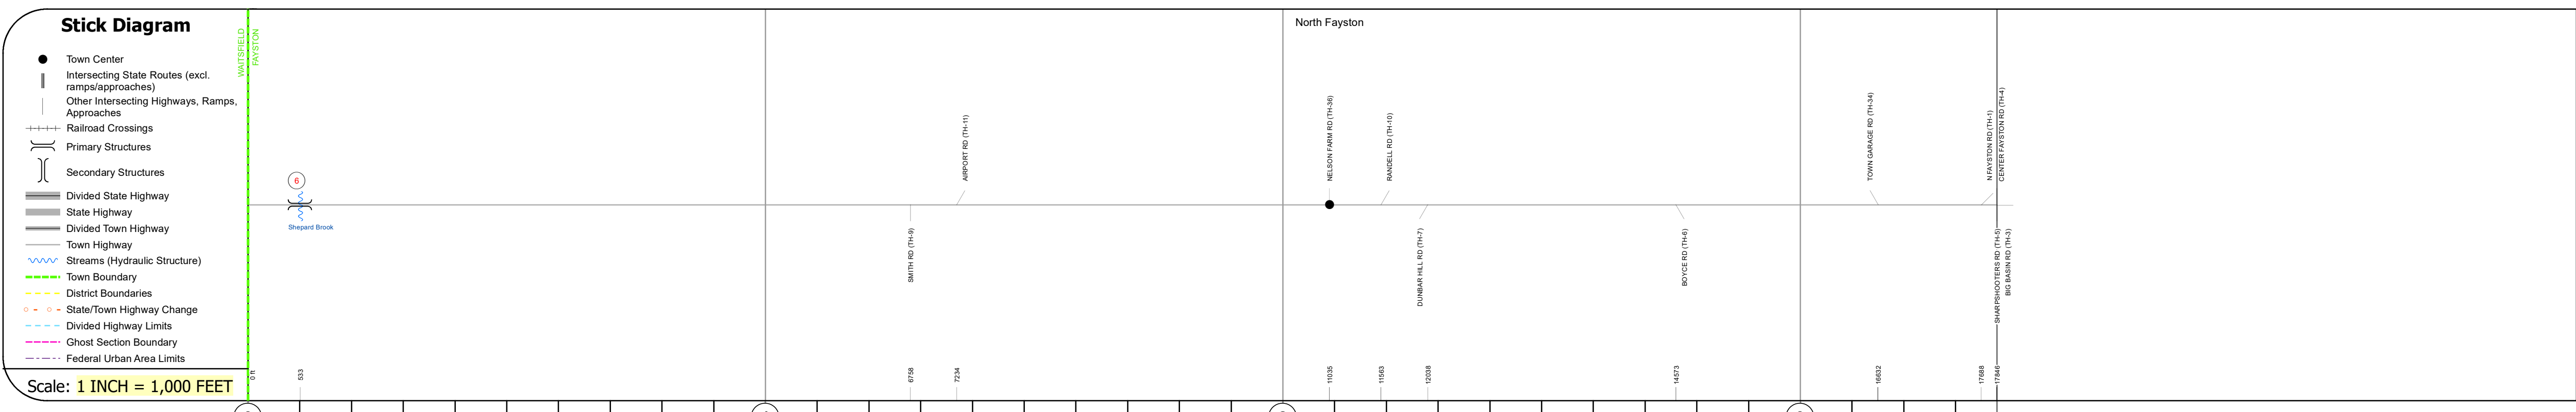 Stick Diagram
Town Center
Intersecting State Routes (excl.
ramps/approaches)
Other Intersecting Highways, Ramps,
Approaches
Railroad Crossings
Primary Structures
Secondary Structures
Divided State Highway
State Highway
Divided Town Highway
Town Highway
Streams (Hydraulic Structure)
Town Boundary
District Boundaries
State/Town Highway Change
Divided Highway Limits
Ghost Section Boundary
Federal Urban Area Limits
Scale: 1 INCH = 1,000 FEET
WAITSFIELD
FAYSTON
North Fayston
6
Shepard Brook
SMITH RD (TH-9)
AIRPORT RD (TH-11)
NELSON FARM RD (TH-36)
RANDELL RD (TH-10)
DUNBAR HILL RD (TH-7)
BOYCE RD (TH-6)
TOWN GARAGE RD (TH-34)
N FAYSTON RD (TH-1)
CENTER FAYSTON RD (TH-4)
SHARPSHOOTERS RD (TH-5)
BIG BASIN RD (TH-3)
0 ft
533
6758
7234
11035
11563
12038
14573
16632
17688
17846